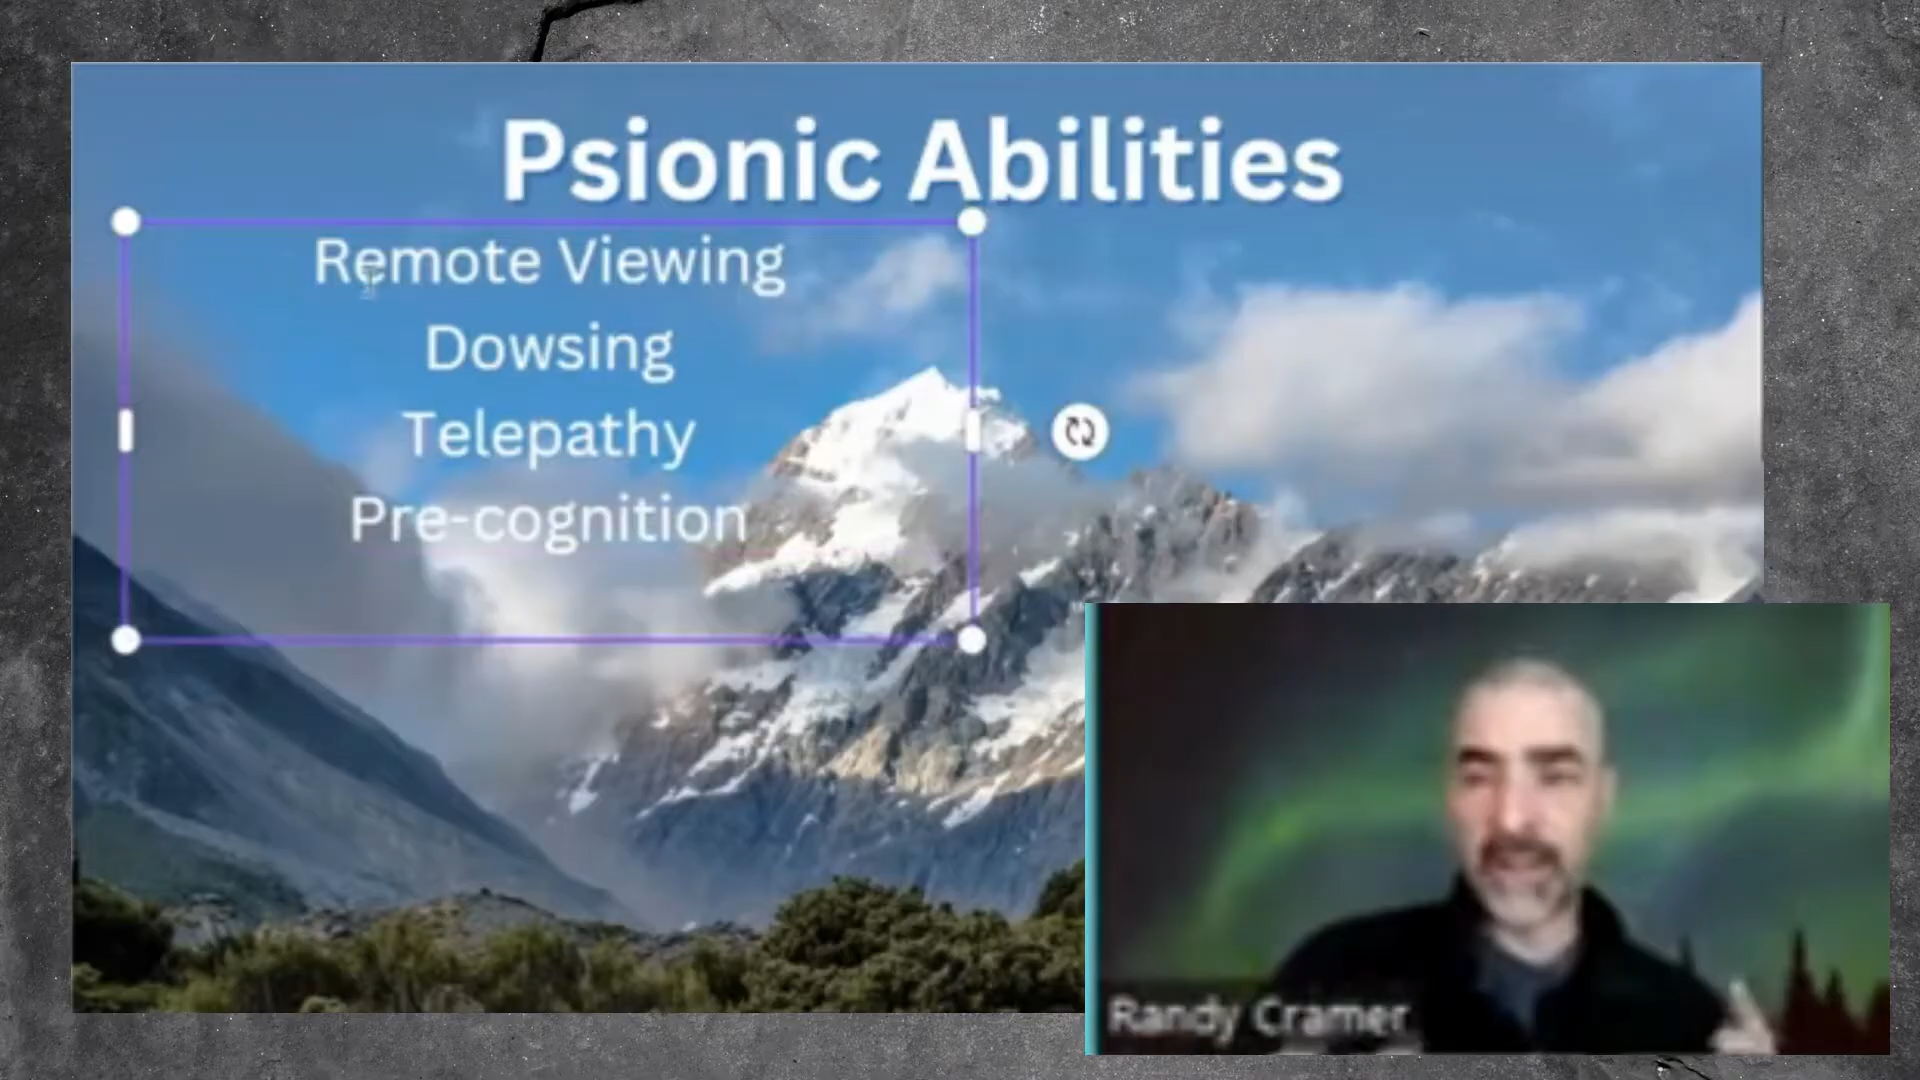 Psionic Abilities
Remote Viewing
Dowsing
Telepathy
Pre-cognition
Randy Cramer